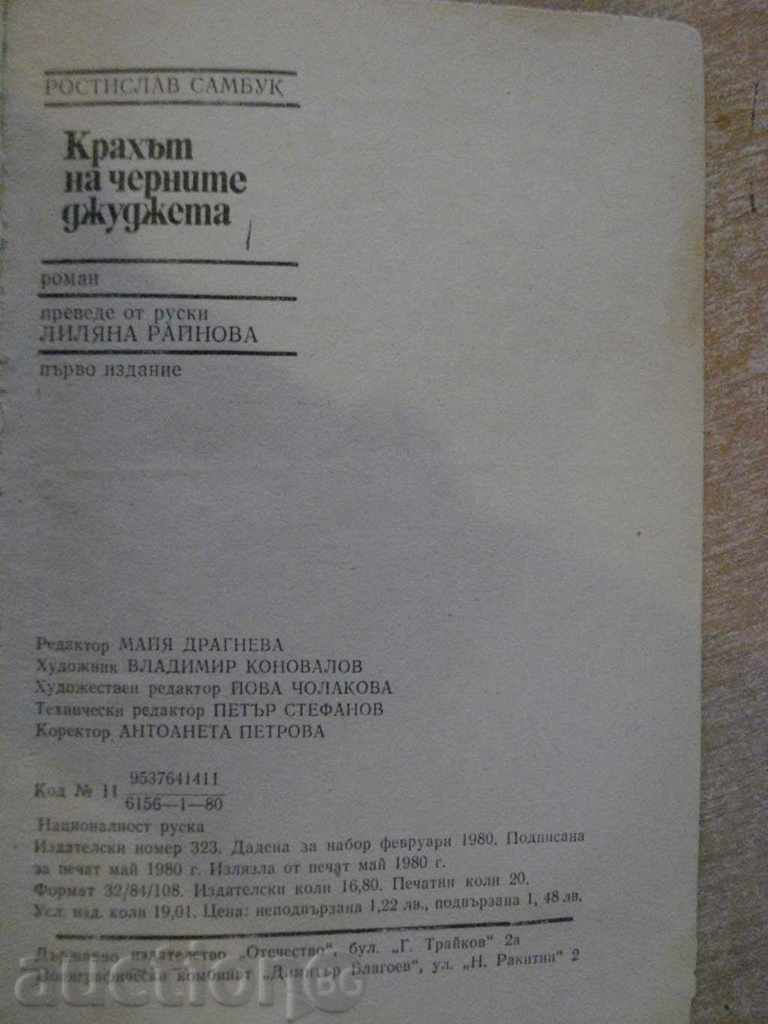 РОСТИСЛАВ САМБУК
Крахът
на черните
джуджета
роман
преведе от руски
ЛИЛЯНА РАЙНОВА
първо издание
Редактор МАЙЯ ДРАГНЕВА
Художник ВЛАДИМИР КОНОВАЛОВ
Художествен редактор ЙОВА ЧОЛАКОВА
Технически редактор ПЕТЪР СТЕФАНОВ
Коректор АНТОАНЕТА ПЕТРОВА
Код № 11 9537641411
6156—1—80
Националност руска
Издателски номер 323. Дадена за набор февруари 1980. Подписана
за печат май 1980 г. Излязла от печат май 1980 г.
Формат 32/84/108. Издателски коли 16,80. Печатни коли 20.
Усл. изд. коли 19,01. Цена: неподвързана 1,22 лв., подвързана 1,48 лв.
Държавно издателство „Отечество", бул. „Г. Трайков" 2а
Полиграфически комбинат „Димитър Благоев", ул. „Н. Ракитин" 2
auction.BG